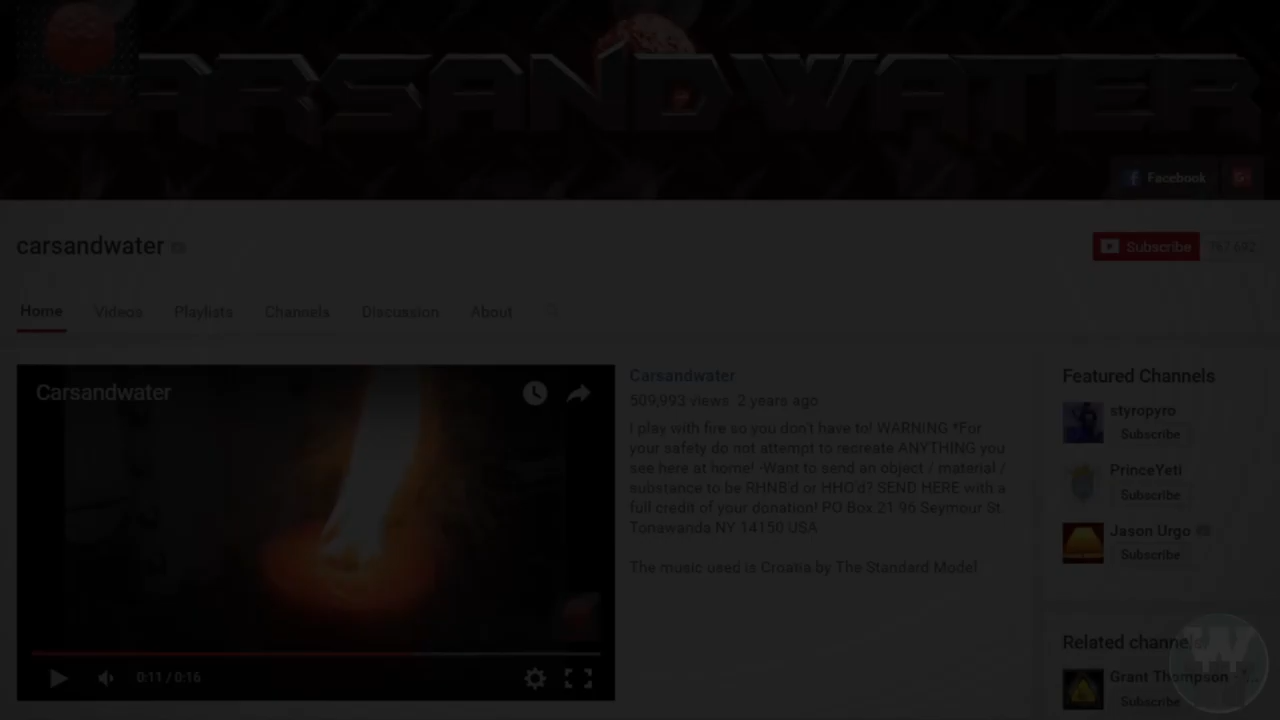 CARSANDWATER
Facebook
G+
carsandwater
Subscribe 767,692
Home Videos Playlists Channels Discussion About
Carsandwater
0:11 / 0:16
Carsandwater
509,993 views 2 years ago
I play with fire so you don't have to! WARNING *For
your safety do not attempt to recreate ANYTHING you
see here at home! -Want to send an object / material /
substance to be RHNB'd or HHO'd? SEND HERE with a
full credit of your donation! PO Box 21 96 Seymour St.
Tonawanda NY 14150 USA
The music used is Croatia by The Standard Model
Featured Channels
styropyro
Subscribe
PrinceYeti
Subscribe
Jason Urgo
Subscribe
Related channels
Grant Thompson -
Subscribe
W